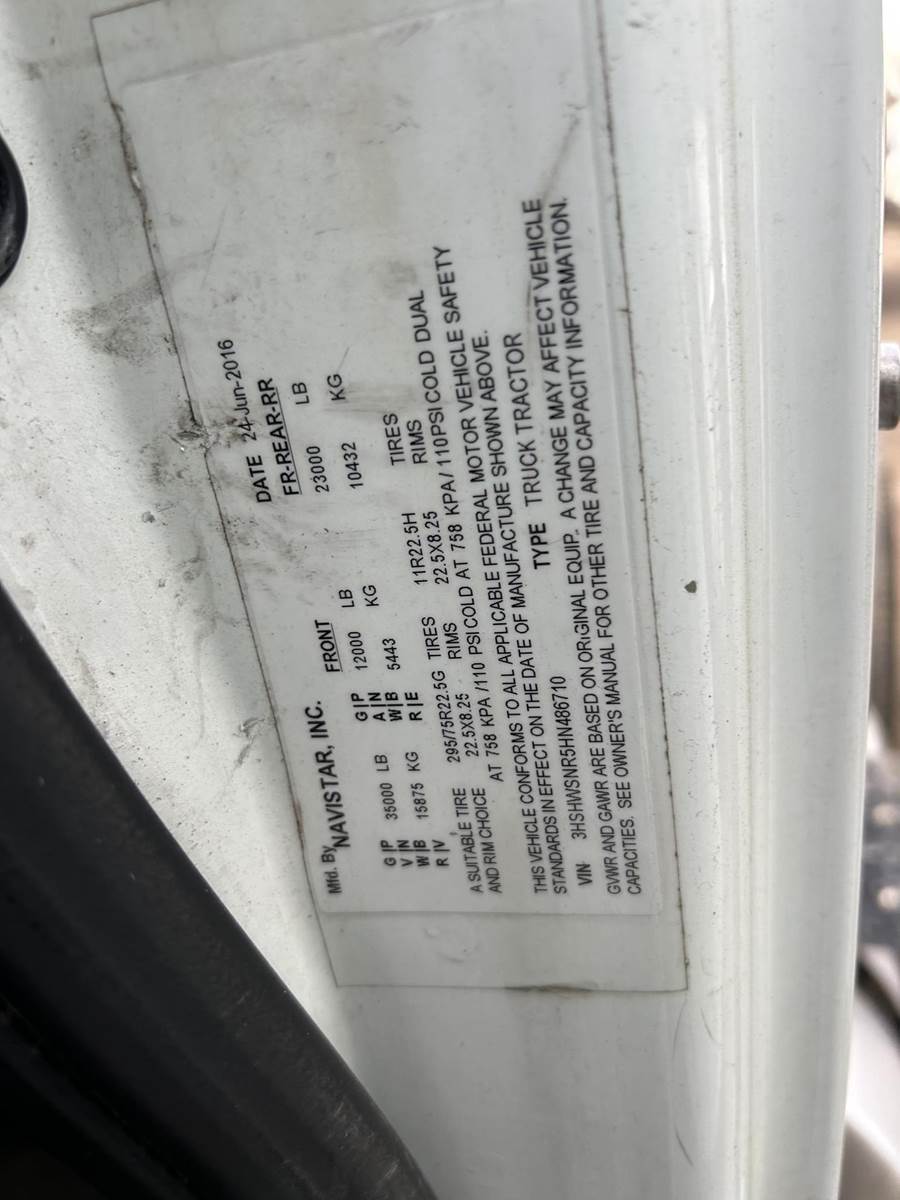 DATE 24-Jun-2016
Mfd. By NAVISTAR, INC. FRONT FR-REAR-RR
G|P 35000 LB G|P 12000 LB 23000 LB
V|N A|N
W|B 15875 KG W|B 5443 KG 10432 KG
R|V R|E
A SUITABLE TIRE 295/75R22.5G TIRES 11R22.5H TIRES
AND RIM CHOICE 22.5X8.25 RIMS 22.5X8.25 RIMS
AT 758 KPA /110 PSI COLD AT 758 KPA / 110PSI COLD DUAL
THIS VEHICLE CONFORMS TO ALL APPLICABLE FEDERAL MOTOR VEHICLE SAFETY
STANDARDS IN EFFECT ON THE DATE OF MANUFACTURE SHOWN ABOVE.
VIN 3HSHWSNR5HN486710 TYPE TRUCK TRACTOR
GVWR AND GAWR ARE BASED ON ORIGINAL EQUIP. A CHANGE MAY AFFECT VEHICLE
CAPACITIES. SEE OWNER'S MANUAL FOR OTHER TIRE AND CAPACITY INFORMATION.